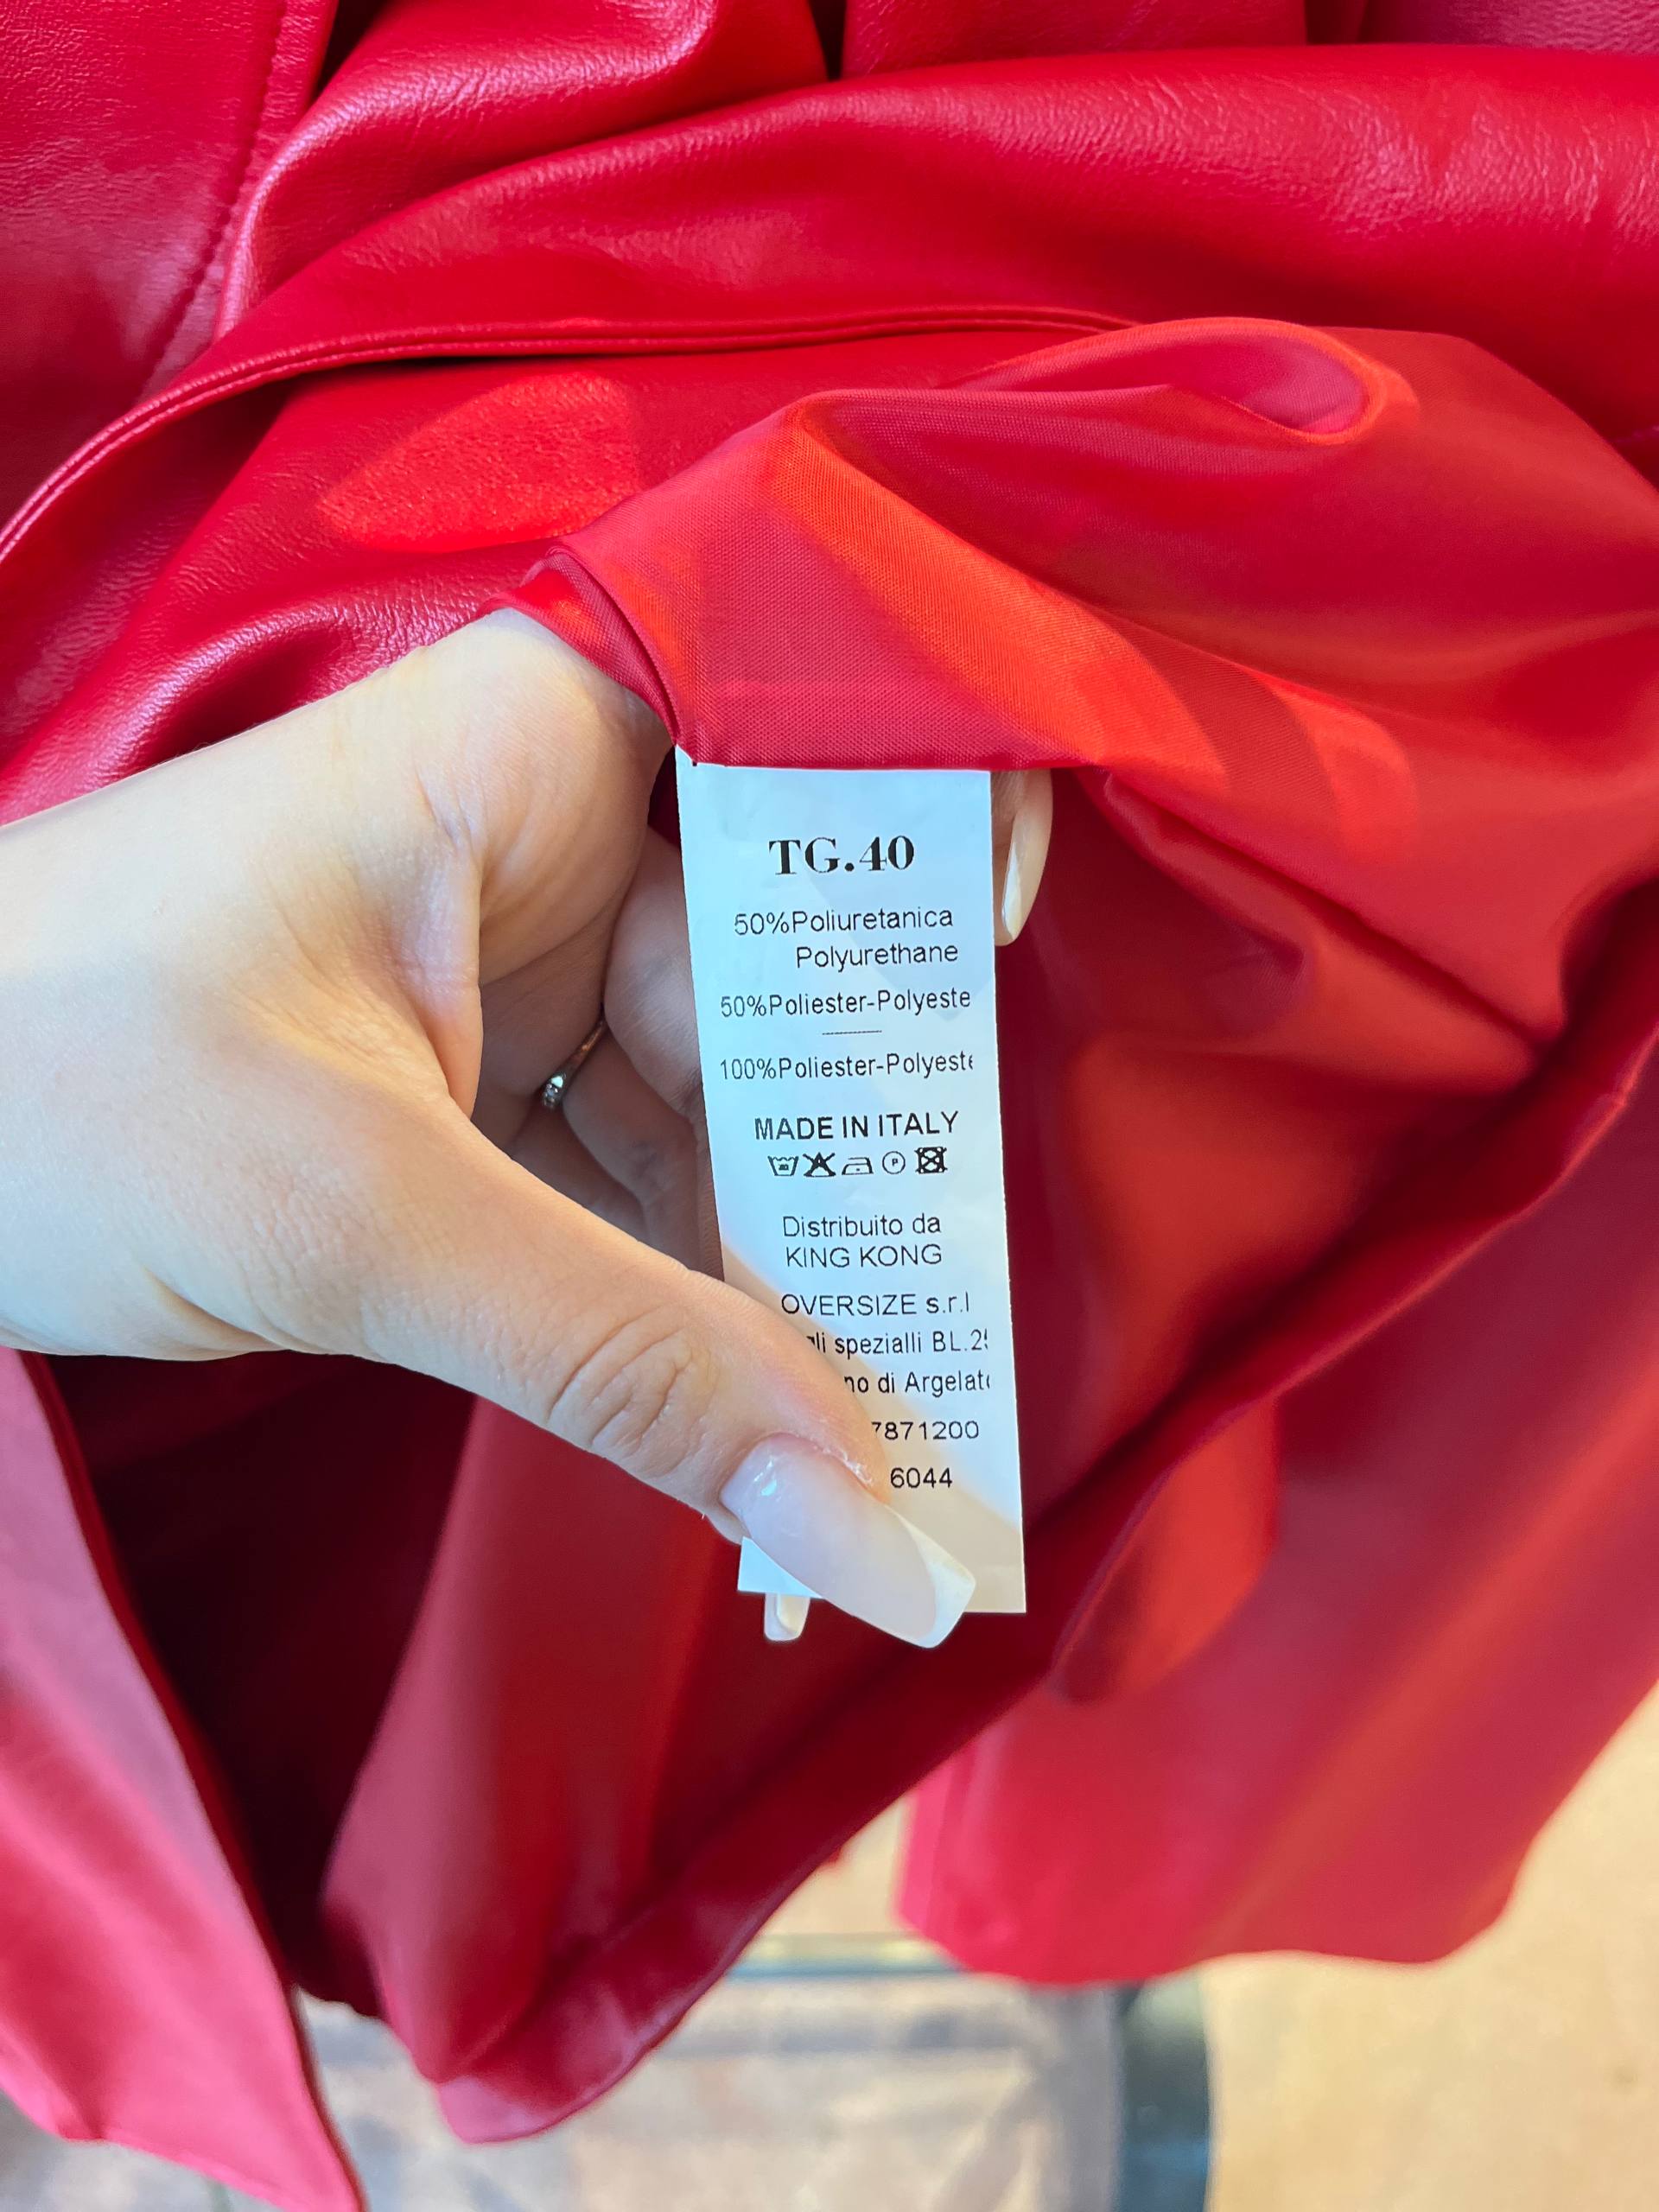 TG.40
50%Poliuretanica
Polyurethane
50%Poliester-Polyeste
100%Poliester-Polyeste
MADE IN ITALY
P
Distribuito da
KING KONG
OVERSIZE s.r.l
spezialli BL.2
di Argelat
7871200
6044